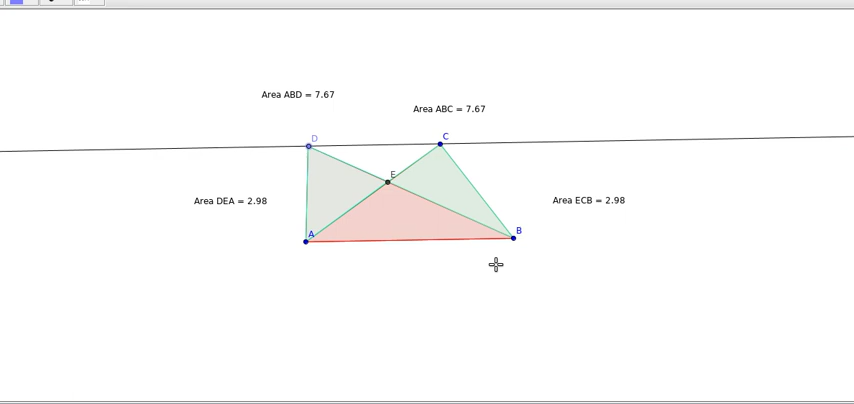 Area ABD = 7.67
Area ABC = 7.67
D
C
E
Area DEA = 2.98
Area ECB = 2.98
A
B